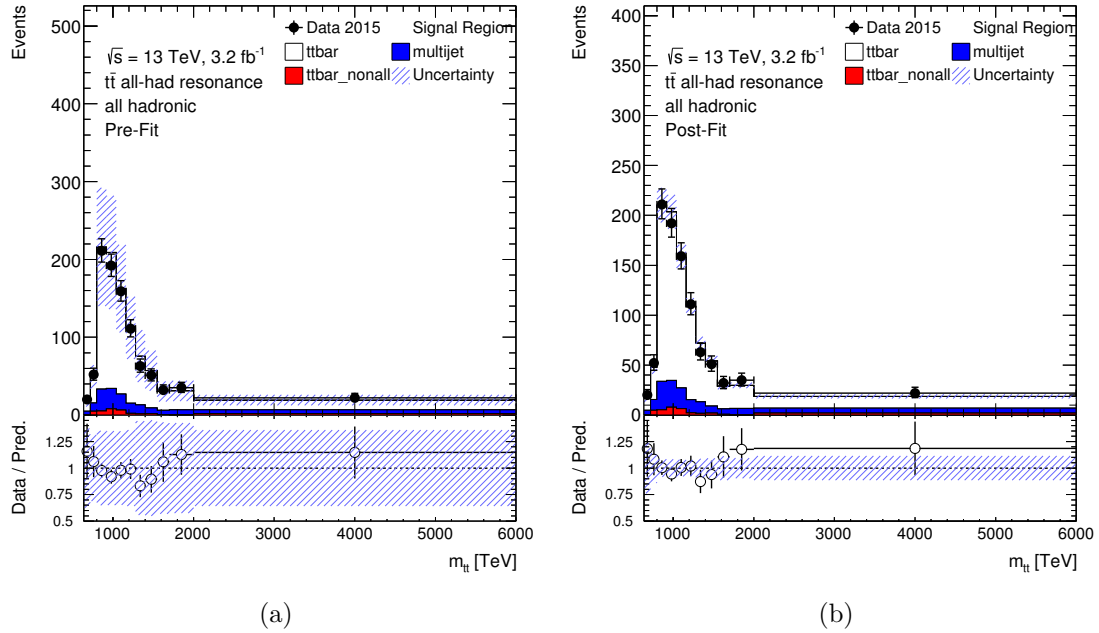 Events
500
400
300
200
100
0
Data 2015
Signal Region
ttbar
multijet
ttbar_nonall
Uncertainty
√s = 13 TeV, 3.2 fb⁻¹
tt̄ all-had resonance
all hadronic
Pre-Fit
Data / Pred.
1.25
1
0.75
0.5
1000 2000 3000 4000 5000 6000
m_tt [TeV]
(a)
Events
400
350
300
250
200
150
100
50
0
Data 2015
Signal Region
ttbar
multijet
ttbar_nonall
Uncertainty
√s = 13 TeV, 3.2 fb⁻¹
tt̄ all-had resonance
all hadronic
Post-Fit
Data / Pred.
1.25
1
0.75
0.5
1000 2000 3000 4000 5000 6000
m_tt [TeV]
(b)